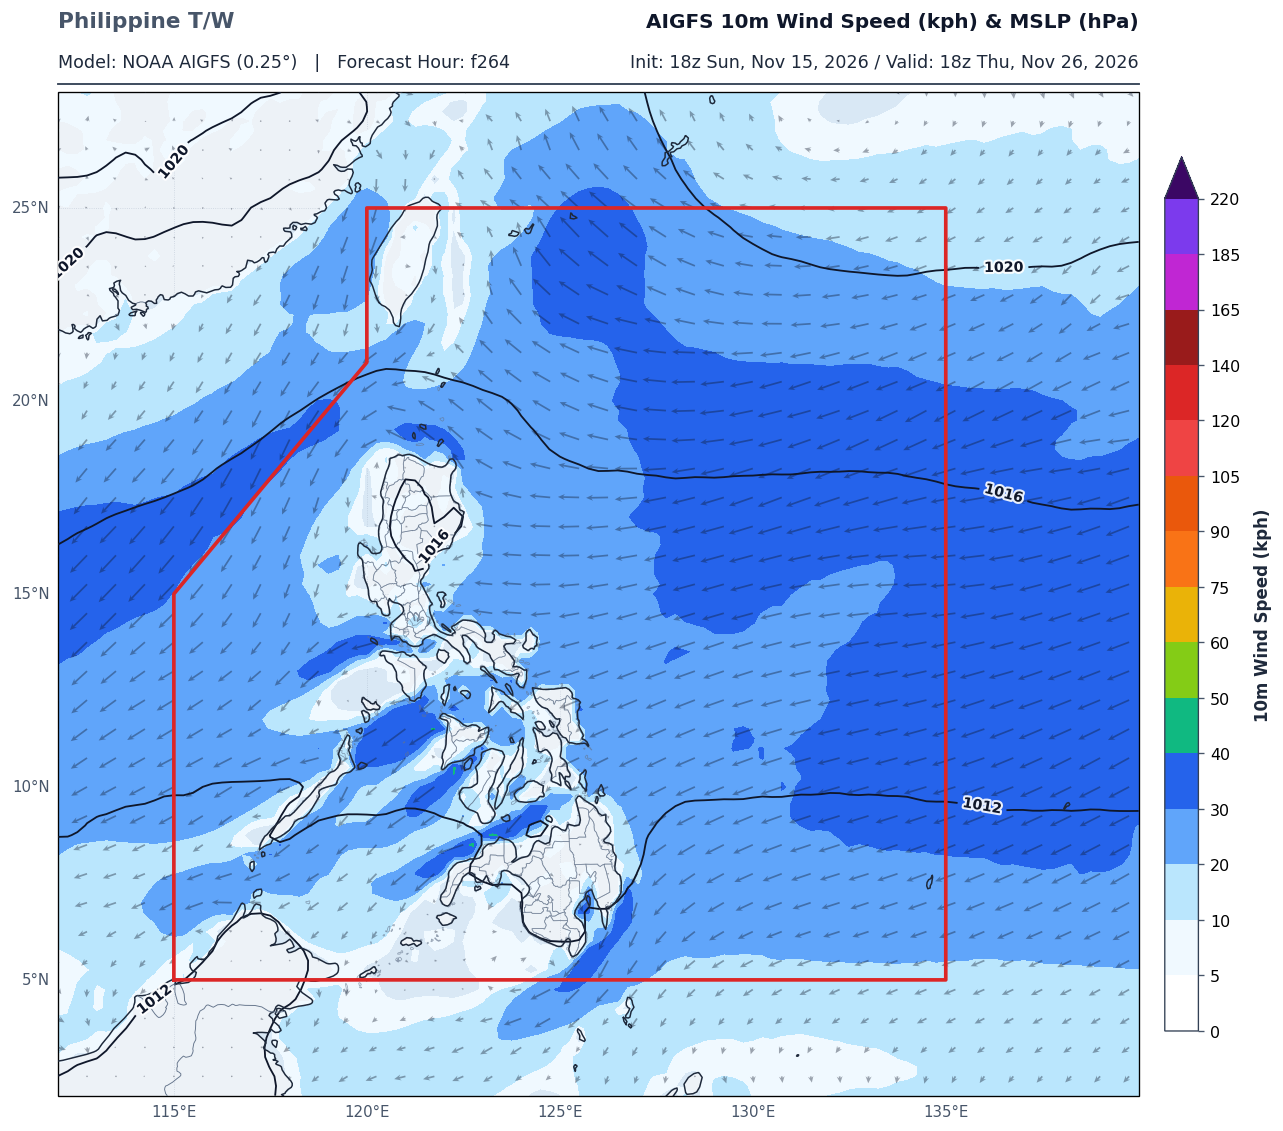 Philippine T/W
AIGFS 10m Wind Speed (kph) & MSLP (hPa)
Model: NOAA AIGFS (0.25°) | Forecast Hour: f264
Init: 18z Sun, Nov 15, 2026 / Valid: 18z Thu, Nov 26, 2026
1020
1020
1020
1016
1016
1012
1012
25°N
20°N
15°N
10°N
5°N
115°E
120°E
125°E
130°E
135°E
220
185
165
140
120
105
90
75
60
50
40
30
20
10
5
0
10m Wind Speed (kph)